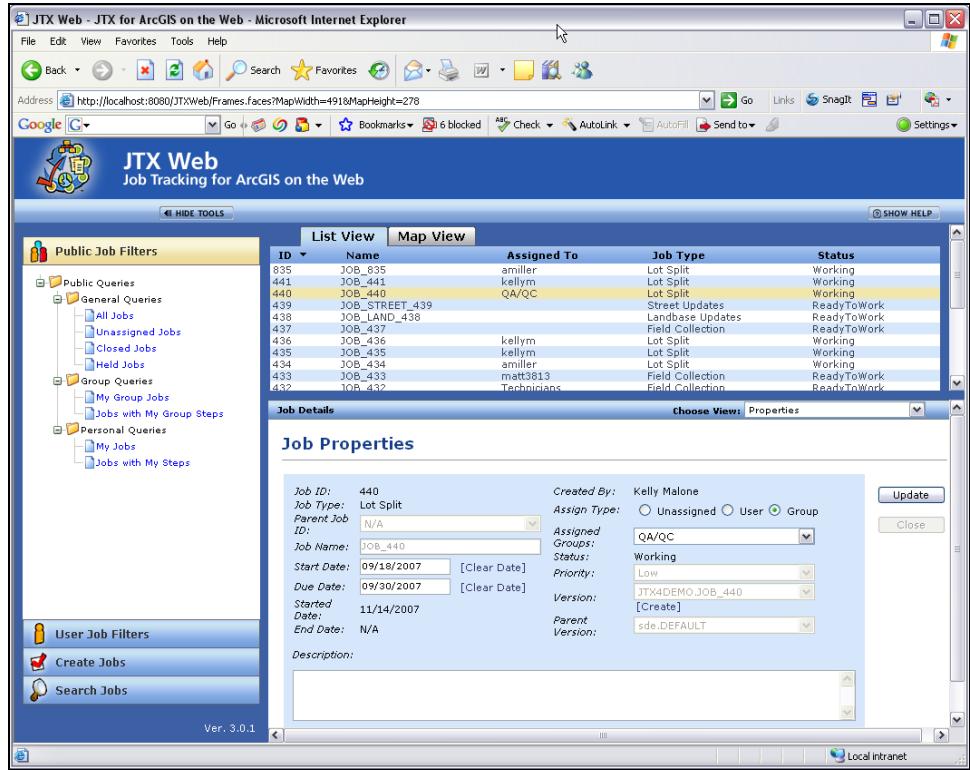 JTX Web - JTX for ArcGIS on the Web - Microsoft Internet Explorer
File Edit View Favorites Tools Help
Back Search Favorites
Address http://localhost:8080/JTXWeb/Frames.faces?MapWidth=491&MapHeight=278 Go Links SnagIt
Google G Go Bookmarks 6 blocked ABC Check AutoLink AutoFill Send to Settings
JTX Web
Job Tracking for ArcGIS on the Web
HIDE TOOLS ? SHOW HELP
Public Job Filters
Public Queries
General Queries
All Jobs
Unassigned Jobs
Closed Jobs
Held Jobs
Group Queries
My Group Jobs
Jobs with My Group Steps
Personal Queries
My Jobs
Jobs with My Steps
User Job Filters
Create Jobs
Search Jobs
Ver. 3.0.1
List View Map View
ID Name Assigned To Job Type Status
835 JOB_835 amiller Lot Split Working
441 JOB_441 kellym Lot Split Working
440 JOB_440 QA/QC Lot Split Working
439 JOB_STREET_439 Street Updates ReadyToWork
438 JOB_LAND_438 Landbase Updates ReadyToWork
437 JOB_437 Field Collection ReadyToWork
436 JOB_436 kellym Lot Split Working
435 JOB_435 kellym Lot Split Working
434 JOB_434 amiller Lot Split Working
433 JOB_433 matt3813 Field Collection ReadyToWork
432 JOB_432 Technicians Field Collection ReadyToWork
Job Details Choose View: Properties
Job Properties
Job ID: 440
Job Type: Lot Split
Parent Job ID: N/A
Job Name: JOB_440
Start Date: 09/18/2007 [Clear Date]
Due Date: 09/30/2007 [Clear Date]
Started Date: 11/14/2007
End Date: N/A
Description:
Created By: Kelly Malone
Assign Type: Unassigned User Group
Assigned Groups: QA/QC
Status: Working
Priority: Low
Version: JTX4DEMO.JOB_440
[Create]
Parent Version: sde.DEFAULT
Update
Close
Local intranet